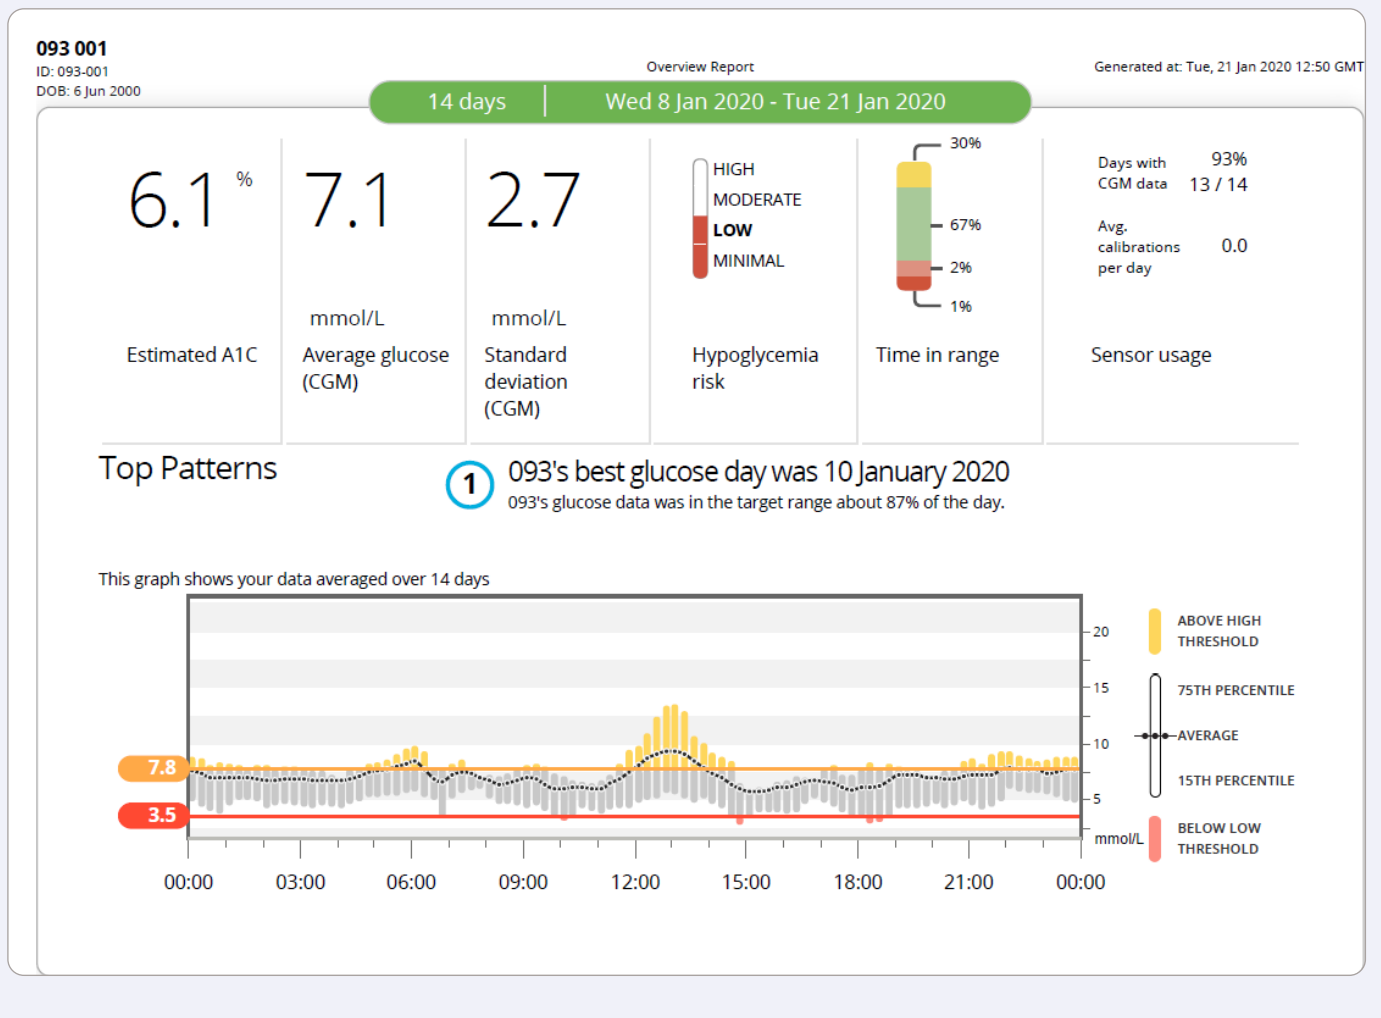 093 001
ID: 093-001
DOB: 6 Jun 2000
Overview Report
Generated at: Tue, 21 Jan 2020 12:50 GMT
14 days
Wed 8 Jan 2020 - Tue 21 Jan 2020
6.1 %
Estimated A1C
7.1
mmol/L
Average glucose
(CGM)
2.7
mmol/L
Standard
deviation
(CGM)
HIGH
MODERATE
LOW
MINIMAL
Hypoglycemia
risk
30%
67%
2%
1%
Time in range
Days with
CGM data
93%
13 / 14
Avg.
calibrations
per day
0.0
Sensor usage
Top Patterns
1
093's best glucose day was 10 January 2020
093's glucose data was in the target range about 87% of the day.
This graph shows your data averaged over 14 days
7.8
3.5
20
15
10
5
mmol/L
00:00 03:00 06:00 09:00 12:00 15:00 18:00 21:00 00:00
ABOVE HIGH
THRESHOLD
75TH PERCENTILE
AVERAGE
15TH PERCENTILE
BELOW LOW
THRESHOLD